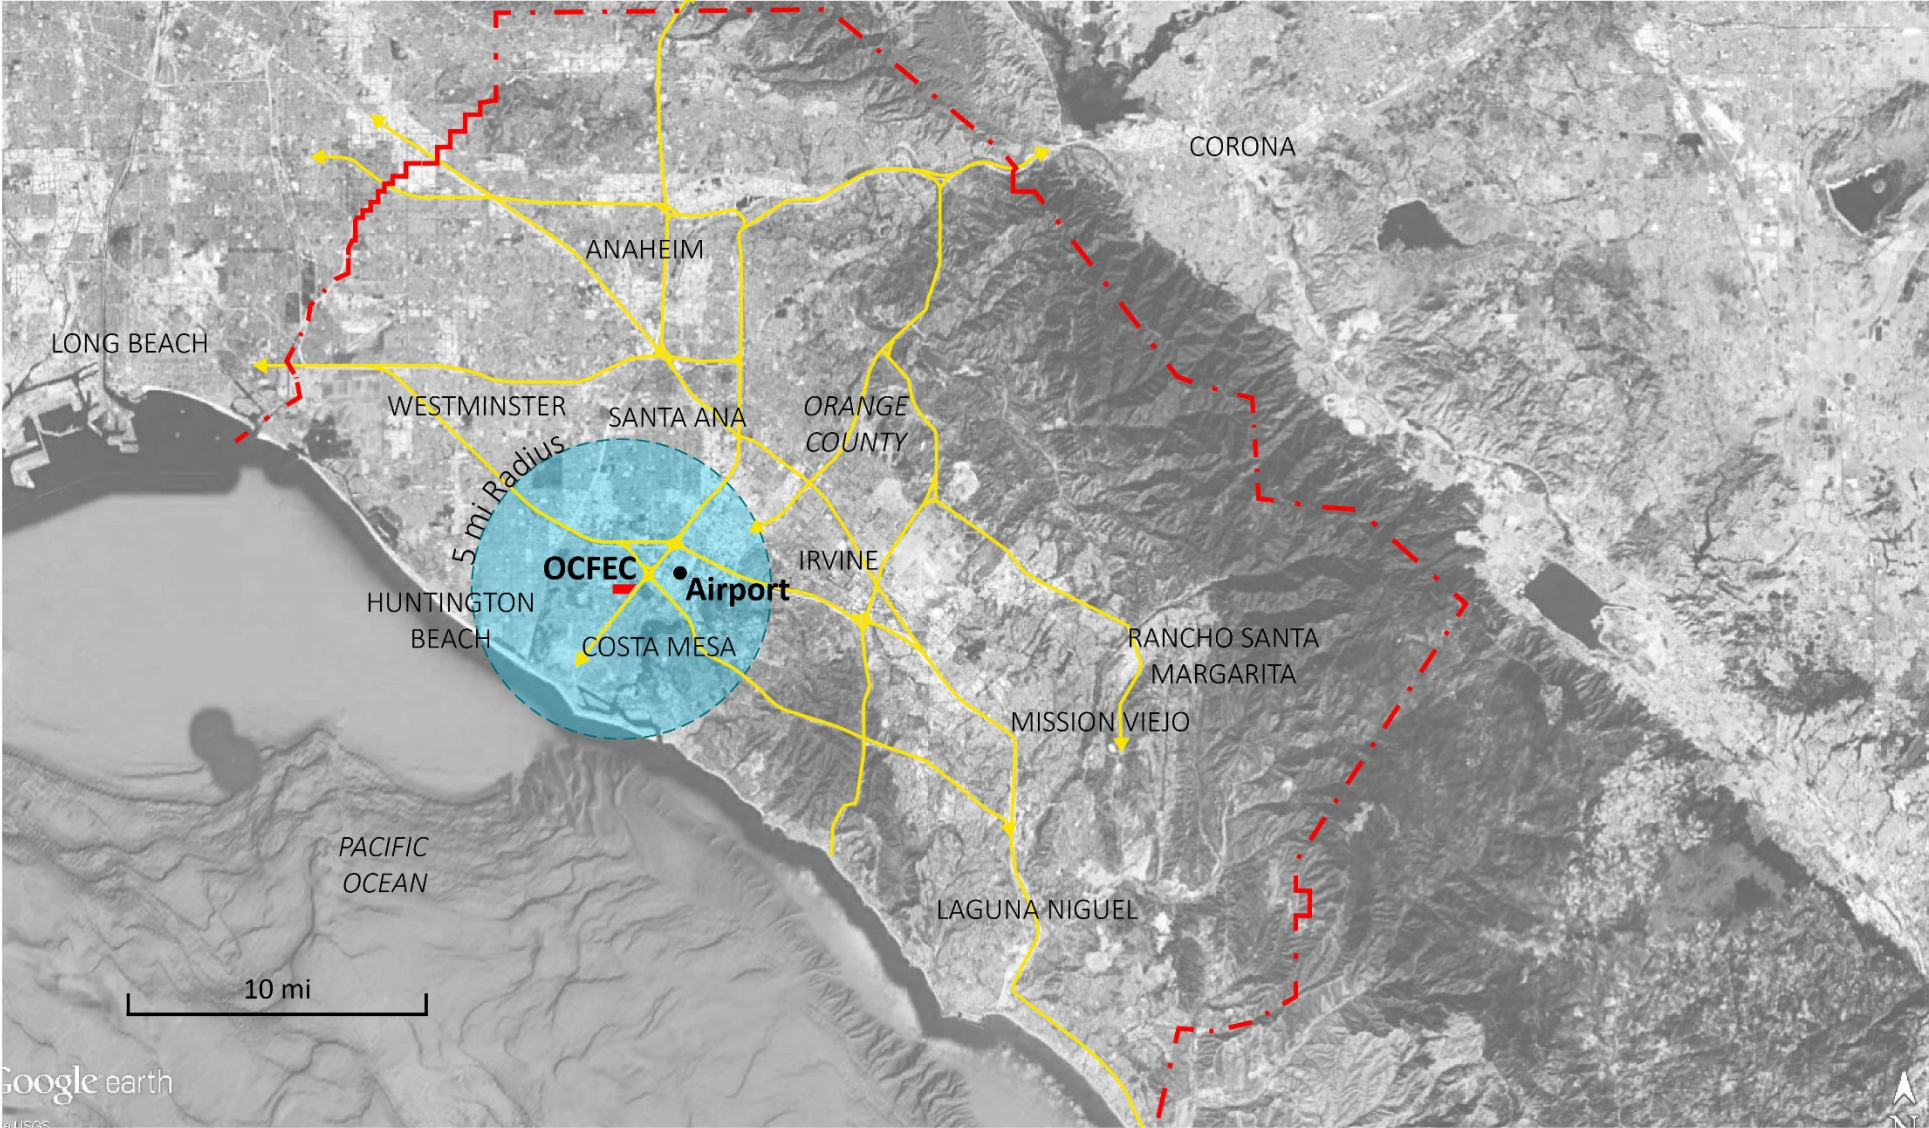 CORONA
ANAHEIM
LONG BEACH
WESTMINSTER
SANTA ANA
ORANGE
COUNTY
5 mi Radius
OCFEC
Airport
IRVINE
HUNTINGTON
BEACH
COSTA MESA
RANCHO SANTA
MARGARITA
MISSION VIEJO
PACIFIC
OCEAN
LAGUNA NIGUEL
10 mi
Google earth
USGS
N